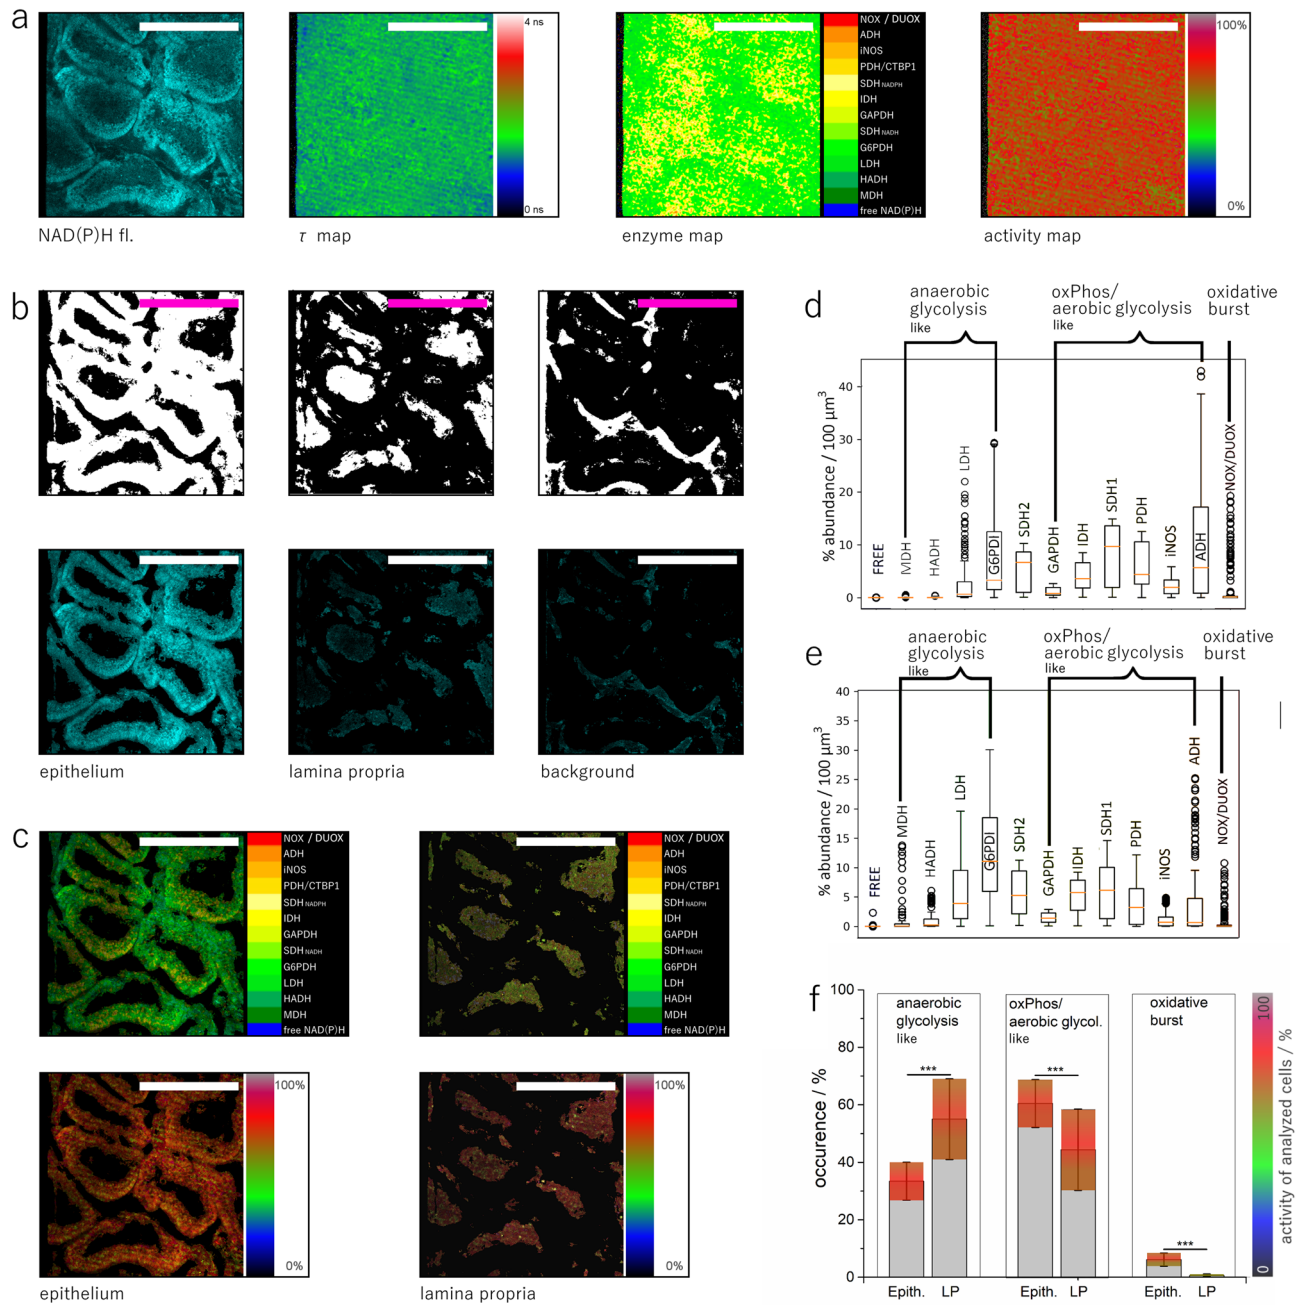 a
4 ns
0 ns
NOX / DUOX
ADH
iNOS
PDH/CTBP1
SDH NADPH
IDH
GAPDH
SDH NADH
G6PDH
LDH
HADH
MDH
free NAD(P)H
100%
0%
NAD(P)H fl.
τ map
enzyme map
activity map
b
epithelium
lamina propria
background
c
NOX / DUOX
ADH
iNOS
PDH/CTBP1
SDH NADPH
IDH
GAPDH
SDH NADH
G6PDH
LDH
HADH
MDH
free NAD(P)H
NOX / DUOX
ADH
iNOS
PDH/CTBP1
SDH NADPH
IDH
GAPDH
SDH NADH
G6PDH
LDH
HADH
MDH
free NAD(P)H
100%
0%
100%
0%
epithelium
lamina propria
d
anaerobic
glycolysis
like
oxPhos/
aerobic glycolysis
like
oxidative
burst
% abundance / 100 µm³
40
30
20
10
0
FREE
MDH
HADH
LDH
G6PDI
SDH2
GAPDH
IDH
SDH1
PDH
iNOS
ADH
NOX/DUOX
e
anaerobic
glycolysis
like
oxPhos/
aerobic glycolysis
like
oxidative
burst
% abundance / 100 µm³
40
35
30
25
20
15
10
5
0
FREE
MDH
HADH
LDH
G6PDI
SDH2
GAPDH
IDH
SDH1
PDH
iNOS
ADH
NOX/DUOX
f
occurence / %
100
80
60
40
20
0
anaerobic
glycolysis
like
oxPhos/
aerobic glycol.
like
oxidative
burst
***
***
***
Epith. LP
Epith. LP
Epith. LP
100
0
activity of analyzed cells / %